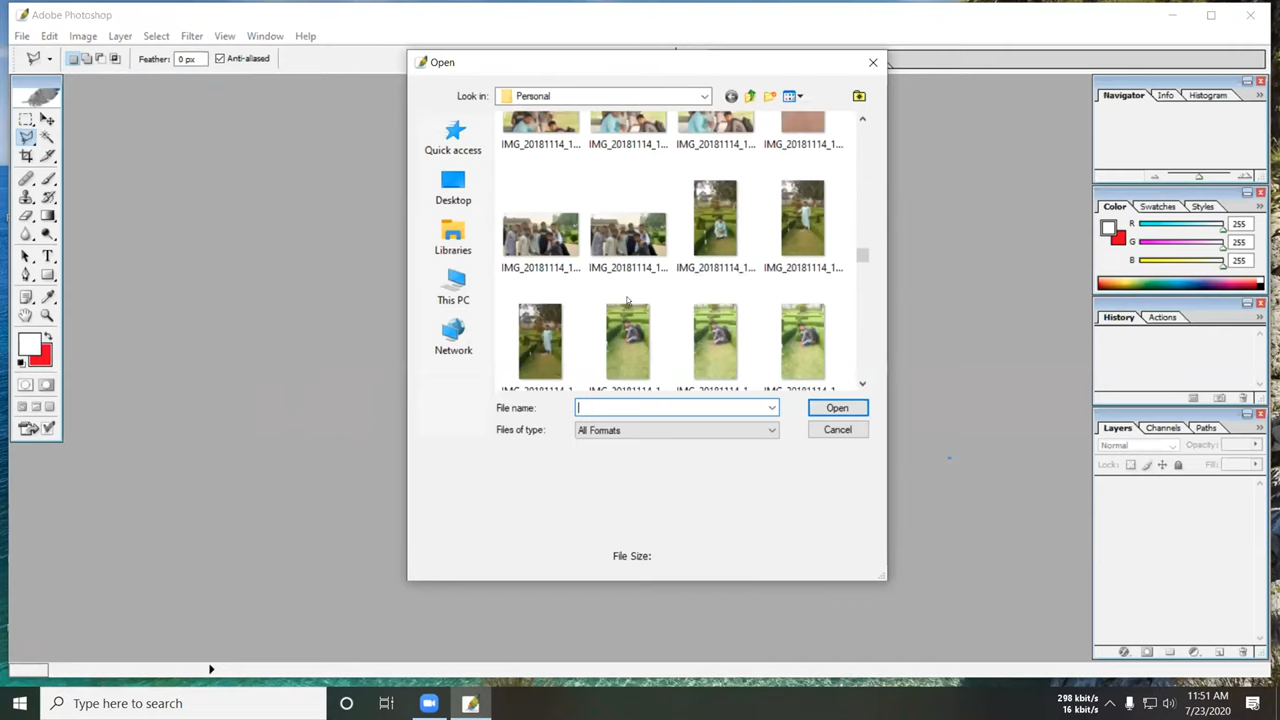 Adobe Photoshop
File Edit Image Layer Select Filter View Window Help
Feather: 0 px Anti-aliased
Open
Look in: Personal
Quick access
Desktop
Libraries
This PC
Network
IMG_20181114_1... IMG_20181114_1... IMG_20181114_1... IMG_20181114_1...
IMG_20181114_1... IMG_20181114_1... IMG_20181114_1... IMG_20181114_1...
File name: Open
Files of type: All Formats Cancel
File Size:
Navigator Info Histogram
Color Swatches Styles
R 255
G 255
B 255
History Actions
Layers Channels Paths
Normal Opacity:
Lock: Fill:
Type here to search
298 kbit/s
16 kbit/s
11:51 AM
7/23/2020